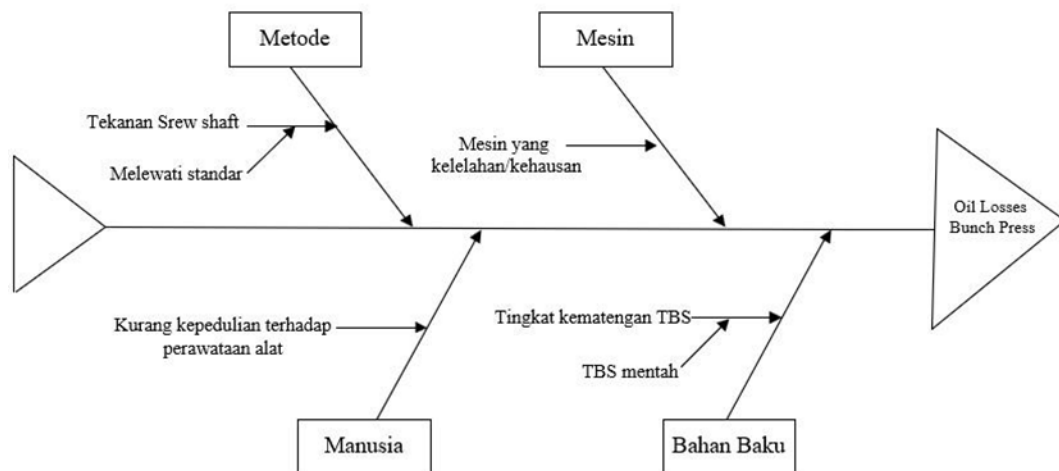 Metode
Mesin
Tekanan Srew shaft
Melewati standar
Mesin yang
kelelahan/kehausan
Oil Losses
Bunch Press
Kurang kepedulian terhadap
perawataan alat
Tingkat kematengan TBS
TBS mentah
Manusia
Bahan Baku